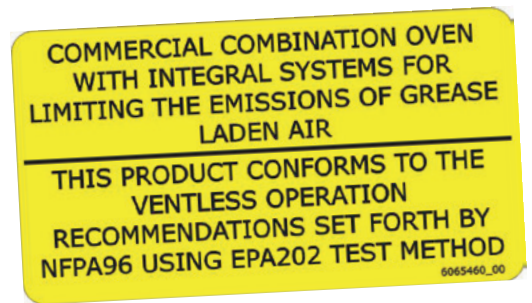 COMMERCIAL COMBINATION OVEN
WITH INTEGRAL SYSTEMS FOR
LIMITING THE EMISSIONS OF GREASE
LADEN AIR
THIS PRODUCT CONFORMS TO THE
VENTLESS OPERATION
RECOMMENDATIONS SET FORTH BY
NFPA96 USING EPA202 TEST METHOD
6065460_00